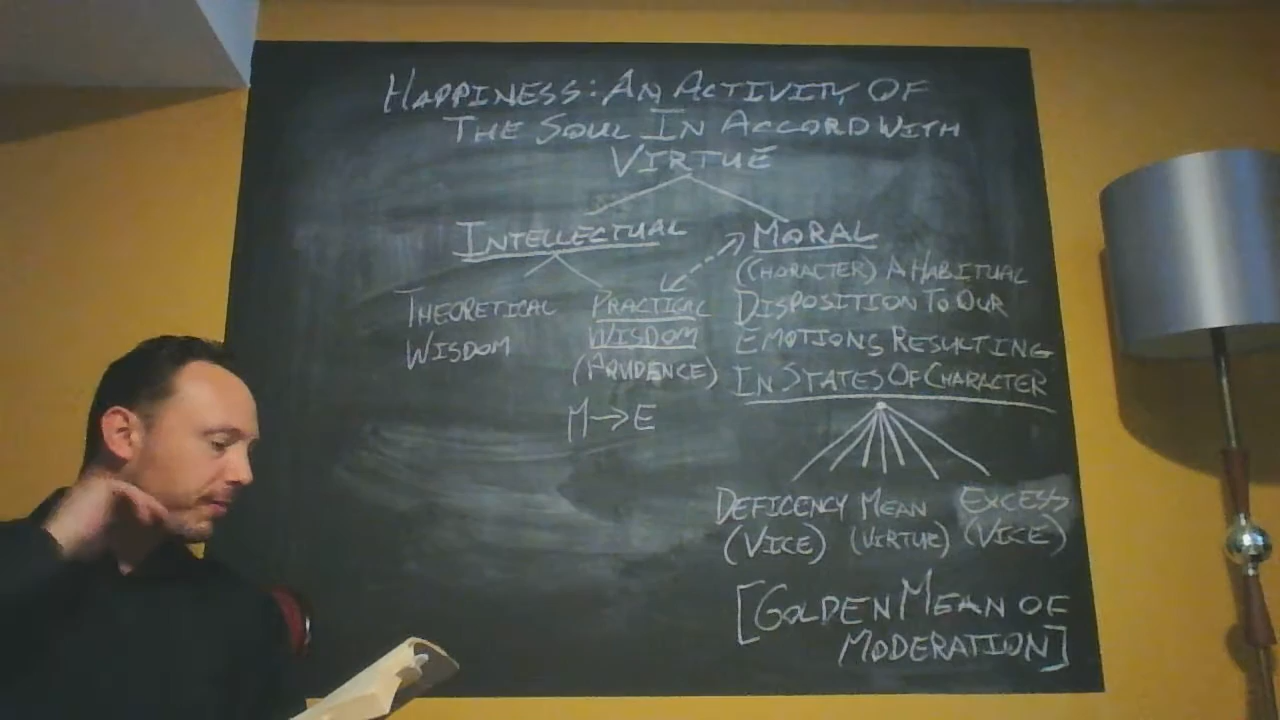 HAPPINESS: AN ACTIVITY OF
THE SOUL IN ACCORD WITH
VIRTUE
INTELLECTUAL
MORAL
THEORETICAL
WISDOM
PRACTICAL
WISDOM
(PRUDENCE)
M→E
(CHARACTER) A HABITUAL
DISPOSITION TO OUR
EMOTIONS RESULTING
IN STATES OF CHARACTER
DEFICENCY
(VICE)
MEAN
(VIRTUE)
EXCESS
(VICE)
[GOLDEN MEAN OF
MODERATION]